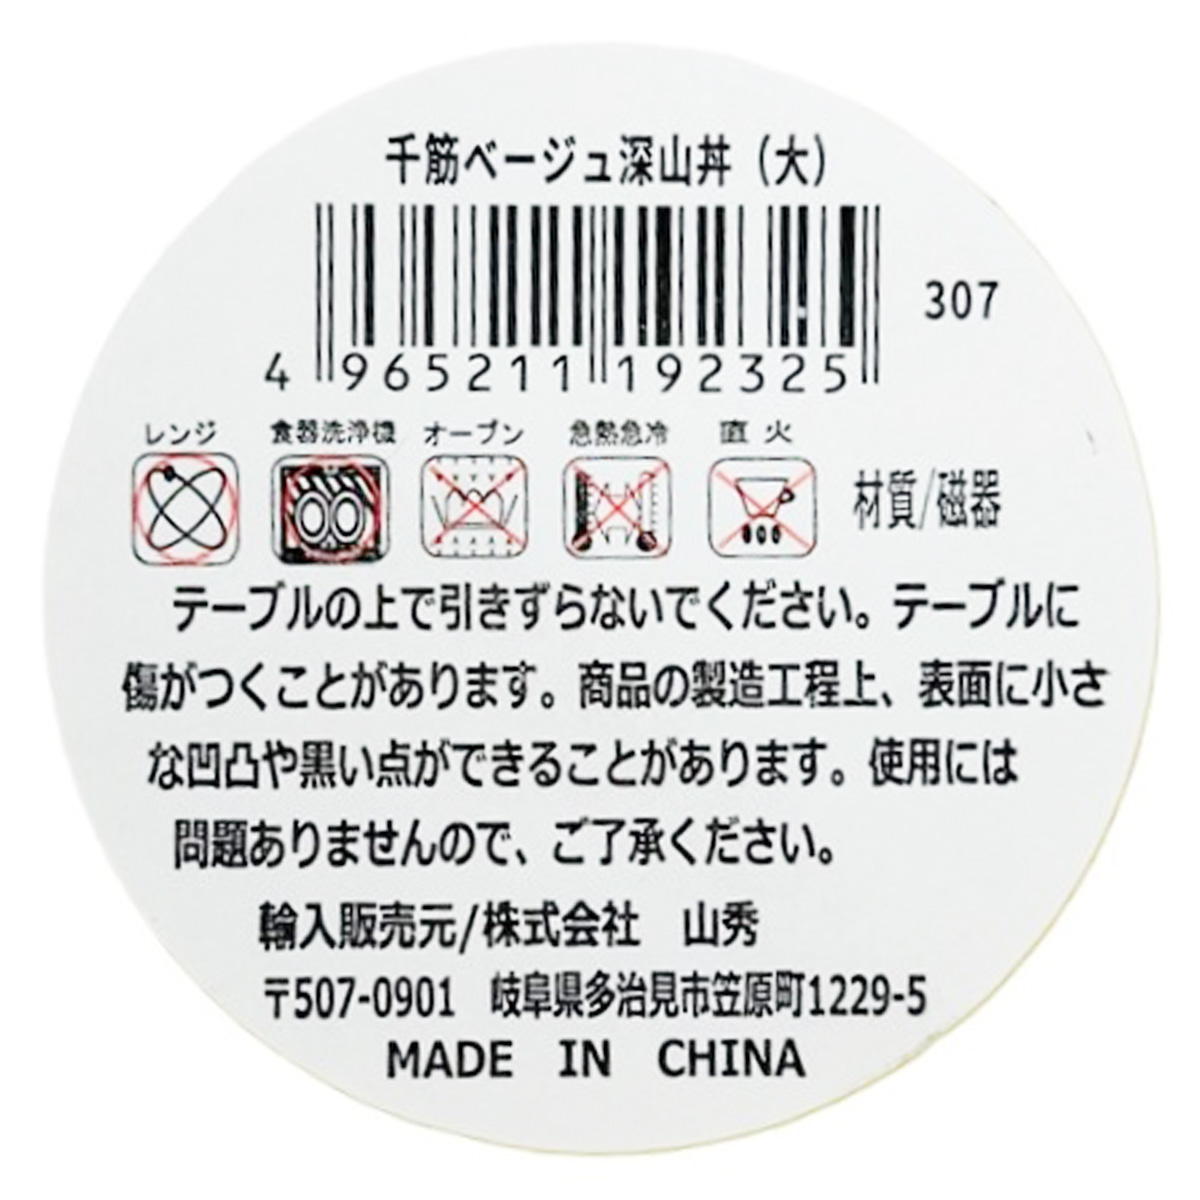 千筋ベージュ深山丼（大）
307
4 965211 192325
レンジ 食器洗浄機 オーブン 急熱急冷 直火
材質/磁器
テーブルの上で引きずらないでください。テーブルに
傷がつくことがあります。商品の製造工程上、表面に小さ
な凹凸や黒い点ができることがあります。使用には
問題ありませんので、ご了承ください。
輸入販売元/株式会社 山秀
〒507-0901 岐阜県多治見市笠原町1229-5
MADE IN CHINA